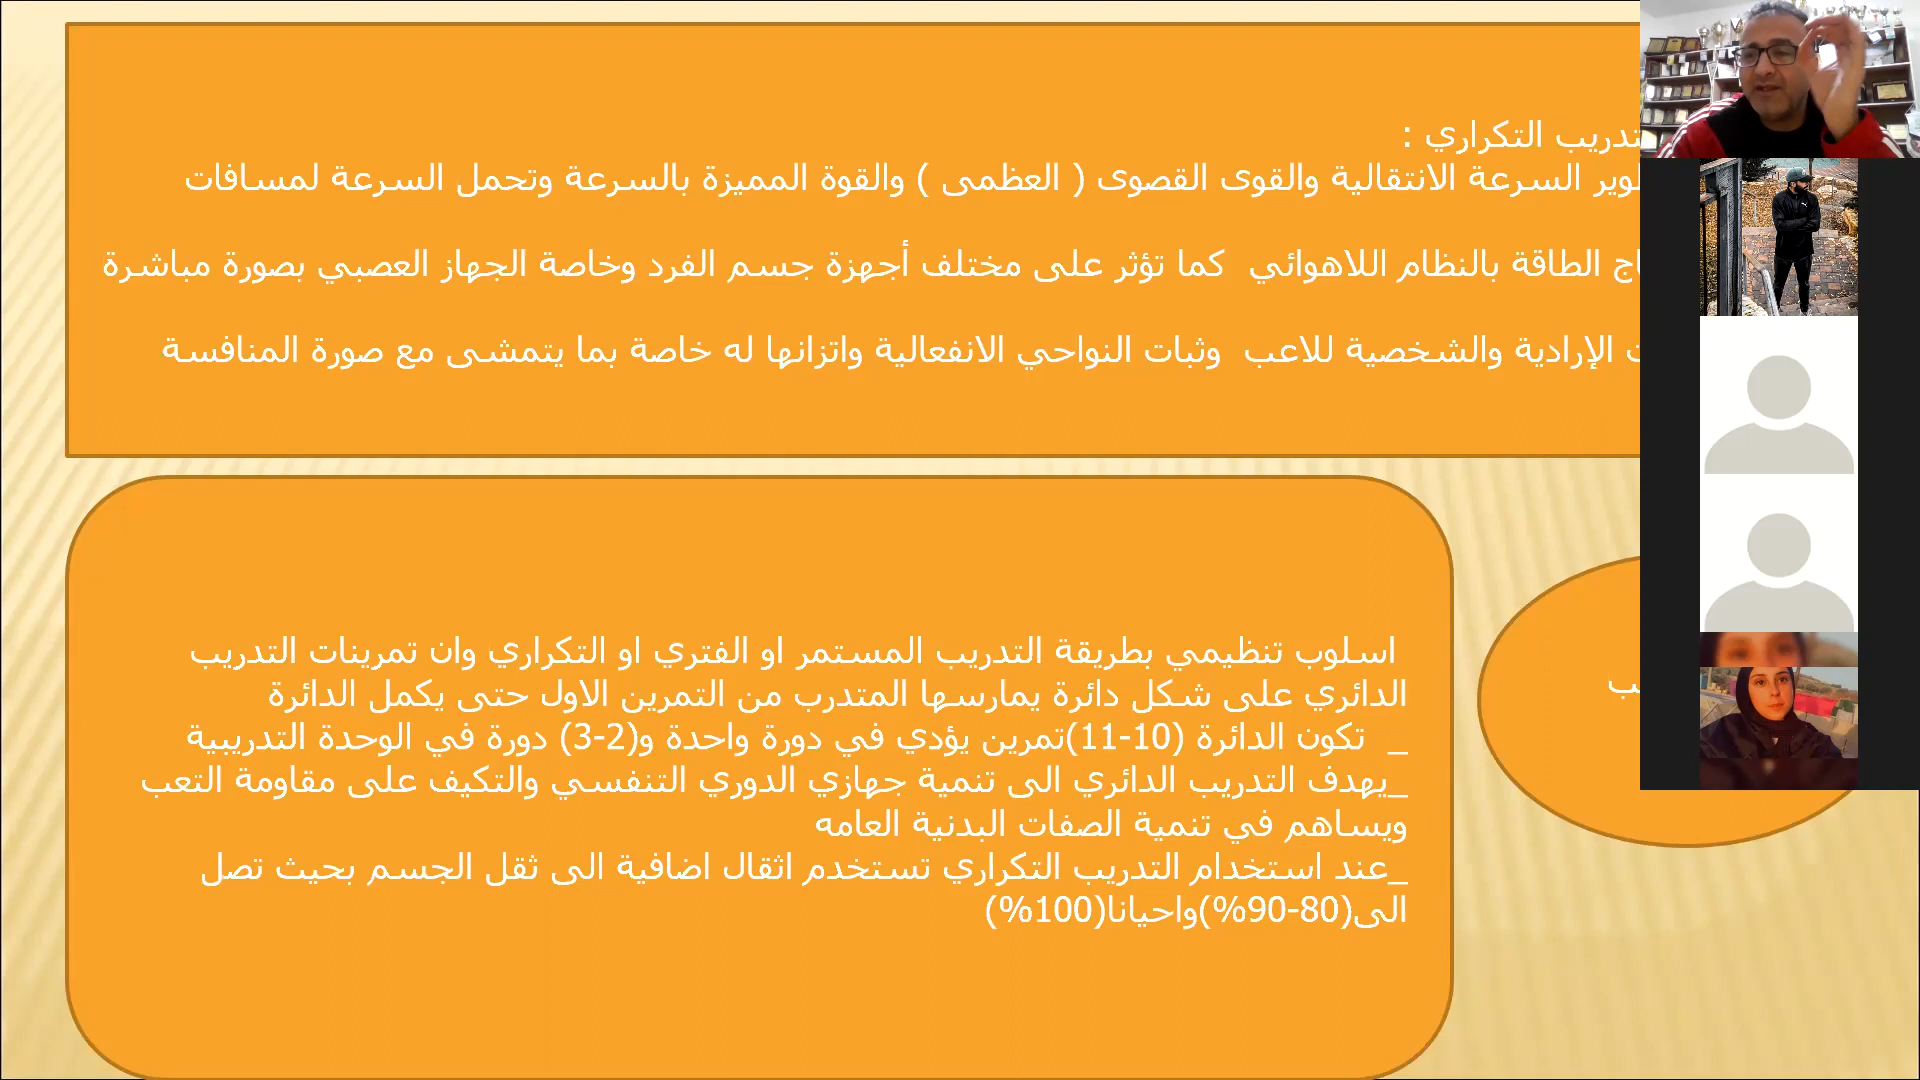 التكراري :
السرعة الانتقالية والقوى القصوى ( العظمى ) والقوة المميزة بالسرعة وتحمل السرعة لمسافات
الطاقة بالنظام اللاهوائي كما تؤثر على مختلف أجهزة جسم الفرد وخاصة الجهاز العصبي بصورة مباشرة
الإرادية والشخصية للاعب وثبات النواحي الانفعالية واتزانها له خاصة بما يتمشى مع صورة المنافسة
اسلوب تنظيمي بطريقة التدريب المستمر او الفتري او التكراري وان تمرينات التدريب
الدائري على شكل دائرة يمارسها المتدرب من التمرين الاول حتى يكمل الدائرة
_ تكون الدائرة (10-11)تمرين يؤدي في دورة واحدة و(2-3) دورة في الوحدة التدريبية
_يهدف التدريب الدائري الى تنمية جهازي الدوري التنفسي والتكيف على مقاومة التعب
ويساهم في تنمية الصفات البدنية العامه
_عند استخدام التدريب التكراري تستخدم اثقال اضافية الى ثقل الجسم بحيث تصل
الى(80-90%)واحيانا(100%)